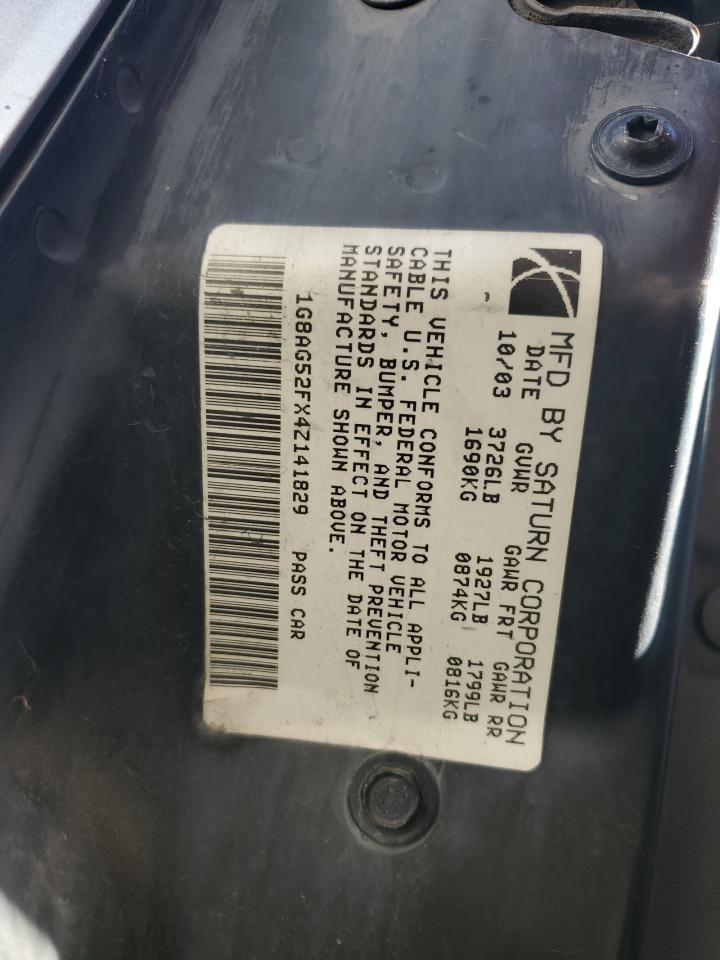 MFD BY SATURN CORPORATION
DATE GVWR GAWR FRT GAWR RR
10/03 3726LB 1927LB 1799LB
1690KG 0874KG 0816KG
THIS VEHICLE CONFORMS TO ALL APPLI-
CABLE U.S. FEDERAL MOTOR VEHICLE
SAFETY, BUMPER, AND THEFT PREVENTION
STANDARDS IN EFFECT ON THE DATE OF
MANUFACTURE SHOWN ABOVE.
1G8AG52FX4Z141829 PASS CAR